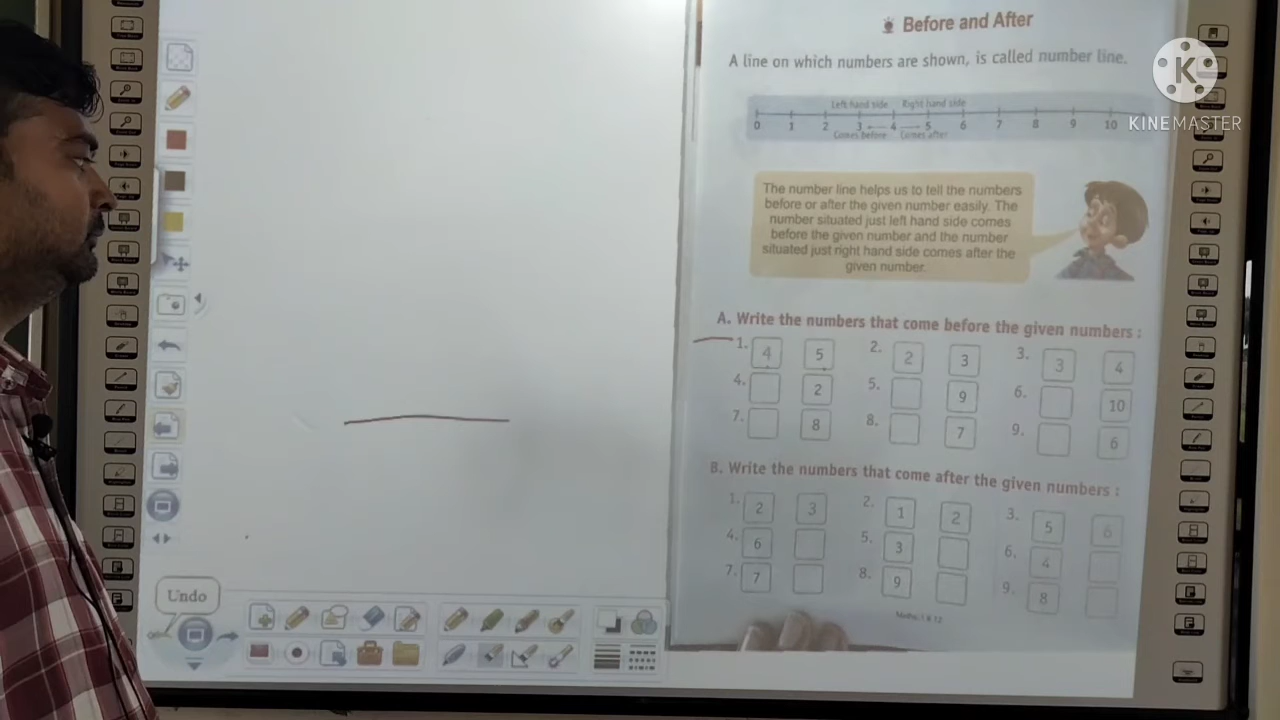 Before and After
A line on which numbers are shown, is called number line.
Left hand side Right hand side
0 1 2 3 4 5 6 7 8 9 10
Comes before Comes after
The number line helps us to tell the numbers
before or after the given number easily. The
number situated just left hand side comes
before the given number and the number
situated just right hand side comes after the
given number.
A. Write the numbers that come before the given numbers :
1. 4 5 2. 2 3 3. 3 4
4. 2 5. 9 6. 10
7. 8 8. 7 9. 6
B. Write the numbers that come after the given numbers :
1. 2 3 2. 1 2 3. 5 6
4. 6 5. 3 6. 4
7. 7 8. 9 9. 8
Undo
K
KINEMASTER